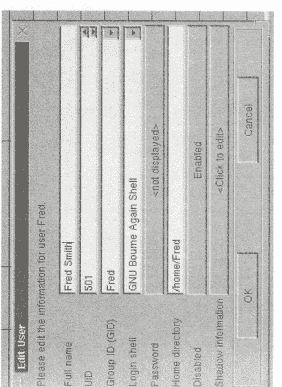 Edit User
Please edit the information for user Fred.
Full name Fred Smith
UID 501
Group ID (GID) Fred
Login shell GNU Bourne Again Shell
Password <not displayed>
Home directory /home/Fred
Disabled Enabled
Shadow information <Click to edit>
OK Cancel